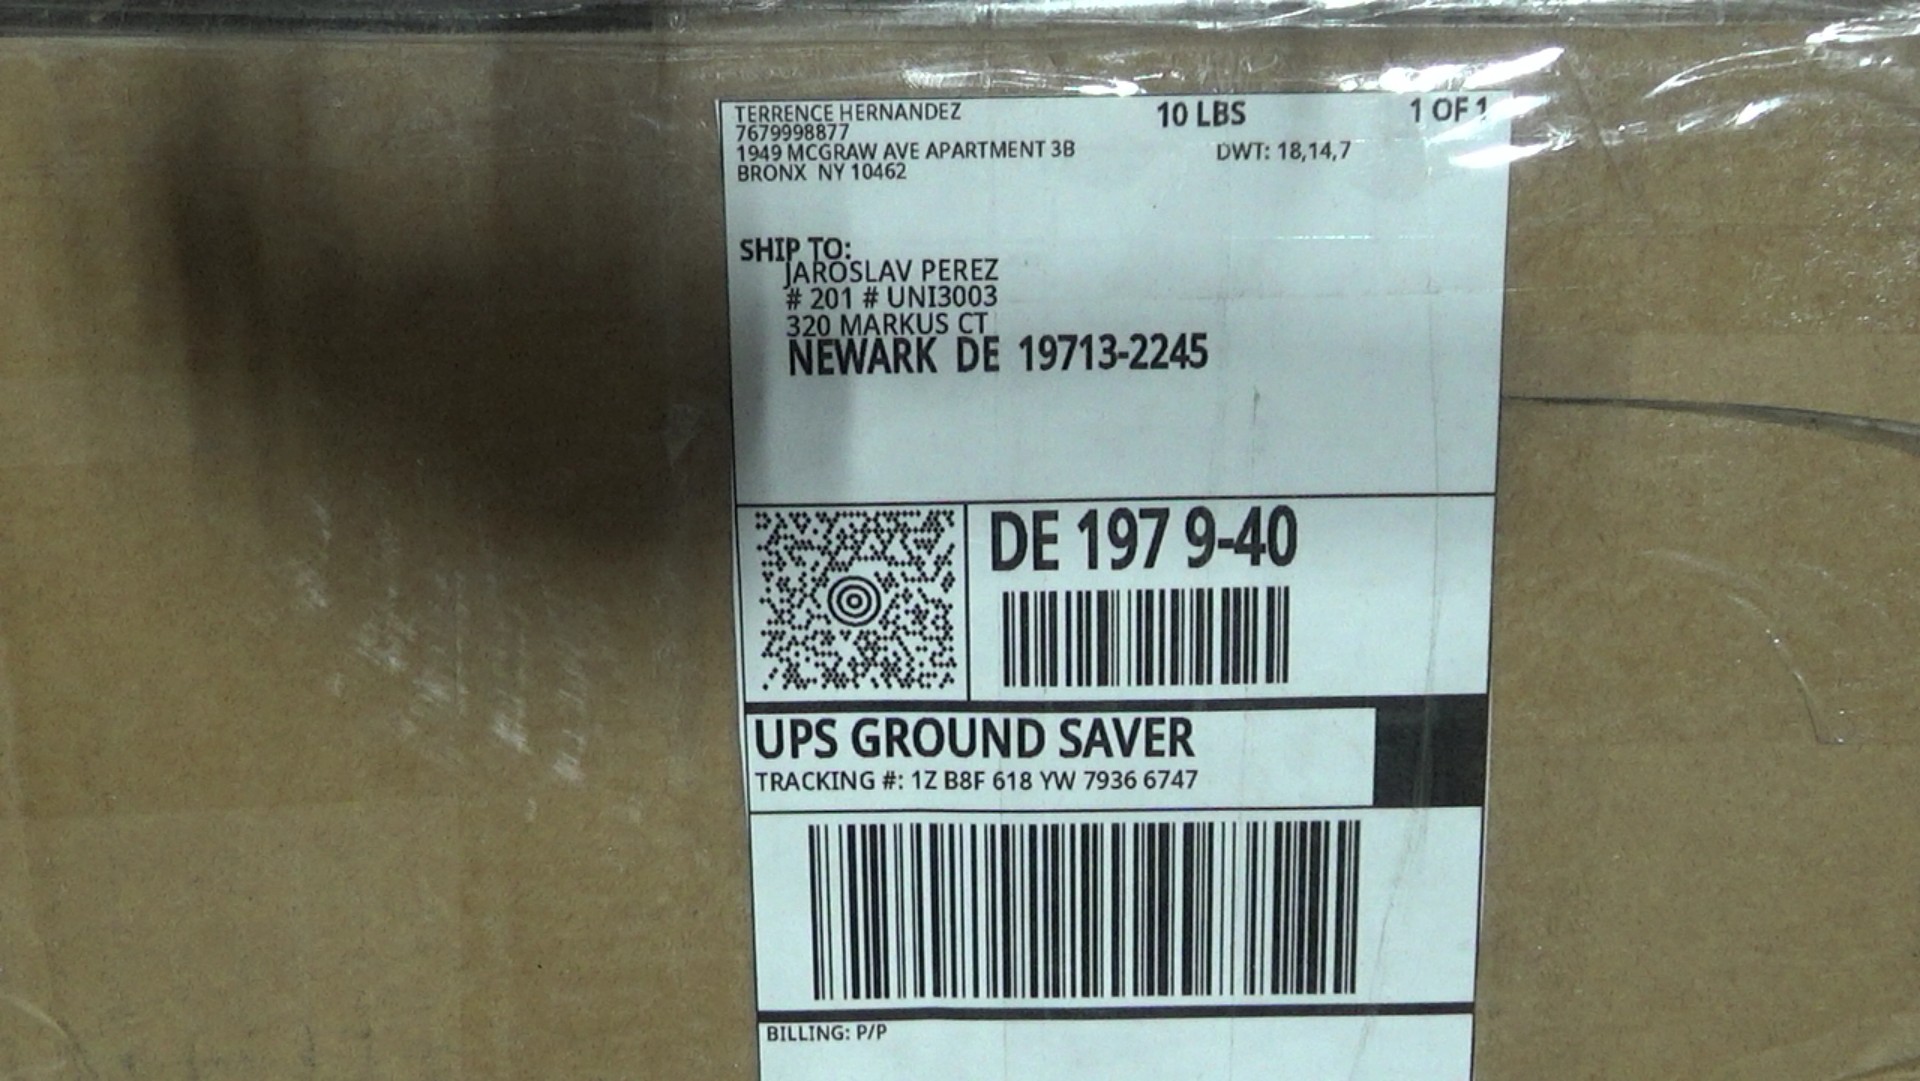 TERRENCE HERNANDEZ 10 LBS 1 OF 1
7679998877
1949 MCGRAW AVE APARTMENT 3B DWT: 18,14,7
BRONX NY 10462
SHIP TO:
JAROSLAV PEREZ
# 201 # UNI3003
320 MARKUS CT
NEWARK DE 19713-2245
DE 197 9-40
UPS GROUND SAVER
TRACKING #: 1Z B8F 618 YW 7936 6747
BILLING: P/P